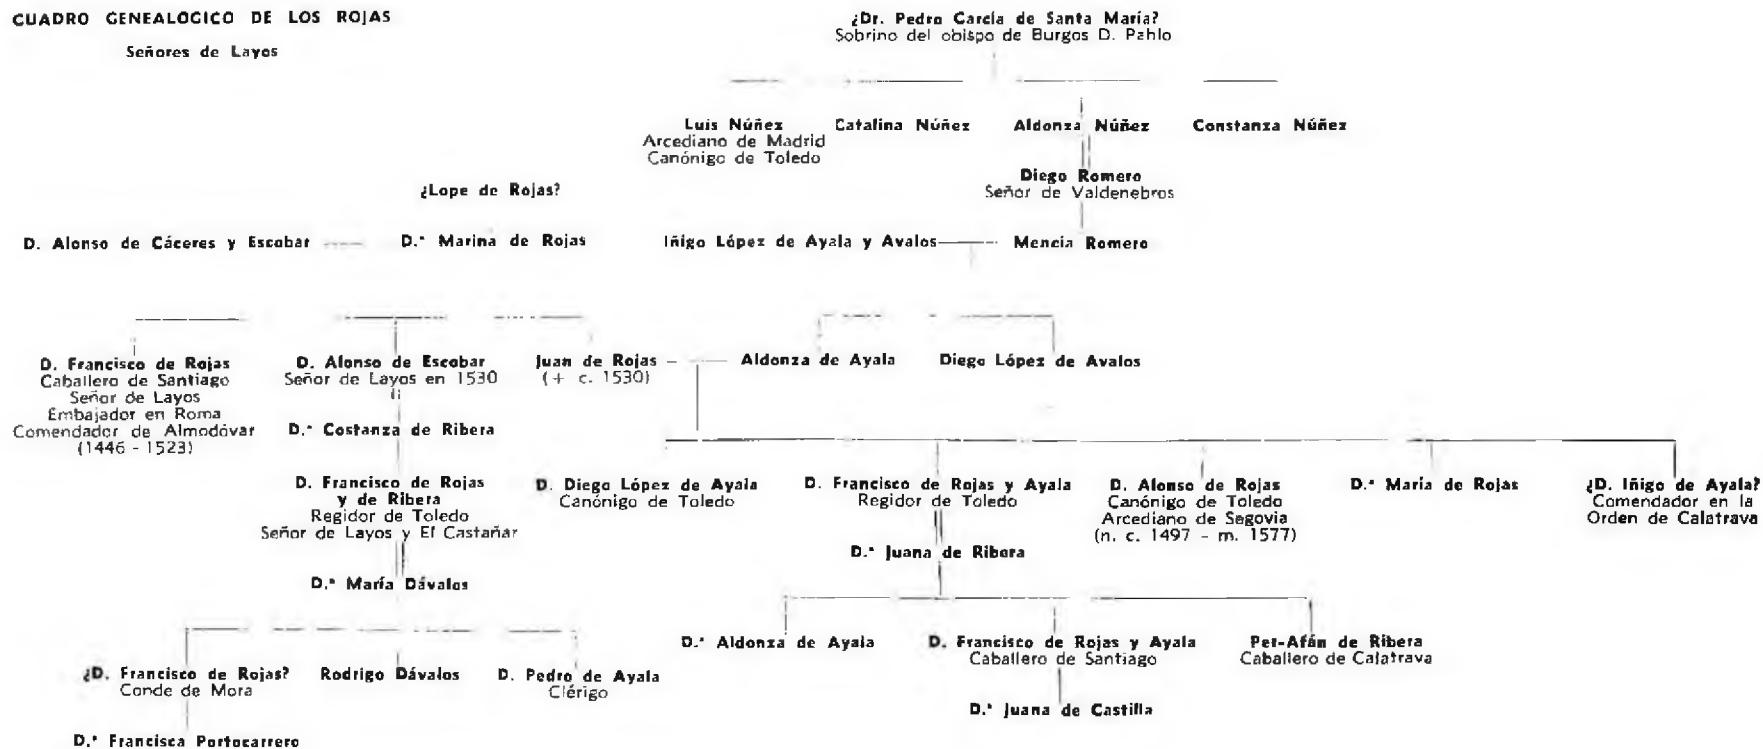 CUADRO GENEALOGICO DE LOS ROJAS
Señores de Layos
¿Dr. Pedro García de Santa María?
Sobrino del obispo de Burgos D. Pablo
Luis Núñez
Arcediano de Madrid
Canónigo de Toledo
Catalina Núñez
Aldonza Núñez
Constanza Núñez
Diego Romero
Señor de Valdenebros
¿Lope de Rojas?
D. Alonso de Cáceres y Escobar
D.ª Marina de Rojas
Iñigo López de Ayala y Avalos
Mencía Romero
D. Francisco de Rojas
Caballero de Santiago
Señor de Layos
Embajador en Roma
Comendador de Almodóvar
(1446 - 1523)
D. Alonso de Escobar
Señor de Layos en 1530
Juan de Rojas
(+ c. 1530)
Aldonza de Ayala
Diego López de Avalos
D.ª Costanza de Ribera
D. Francisco de Rojas
y de Ribera
Regidor de Toledo
Señor de Layos y El Castañar
D. Diego López de Ayala
Canónigo de Toledo
D. Francisco de Rojas y Ayala
Regidor de Toledo
D. Alonso de Rojas
Canónigo de Toledo
Arcediano de Segovia
(n. c. 1497 - m. 1577)
D.ª María de Rojas
¿D. Iñigo de Ayala?
Comendador en la
Orden de Calatrava
D.ª Juana de Ribera
D.ª María Dávalos
D.ª Aldonza de Ayala
D. Francisco de Rojas y Ayala
Caballero de Santiago
Per-Afán de Ribera
Caballero de Calatrava
¿D. Francisco de Rojas?
Conde de Mora
Rodrigo Dávalos
D. Pedro de Ayala
Clérigo
D.ª Juana de Castilla
D.ª Francisca Portocarrero